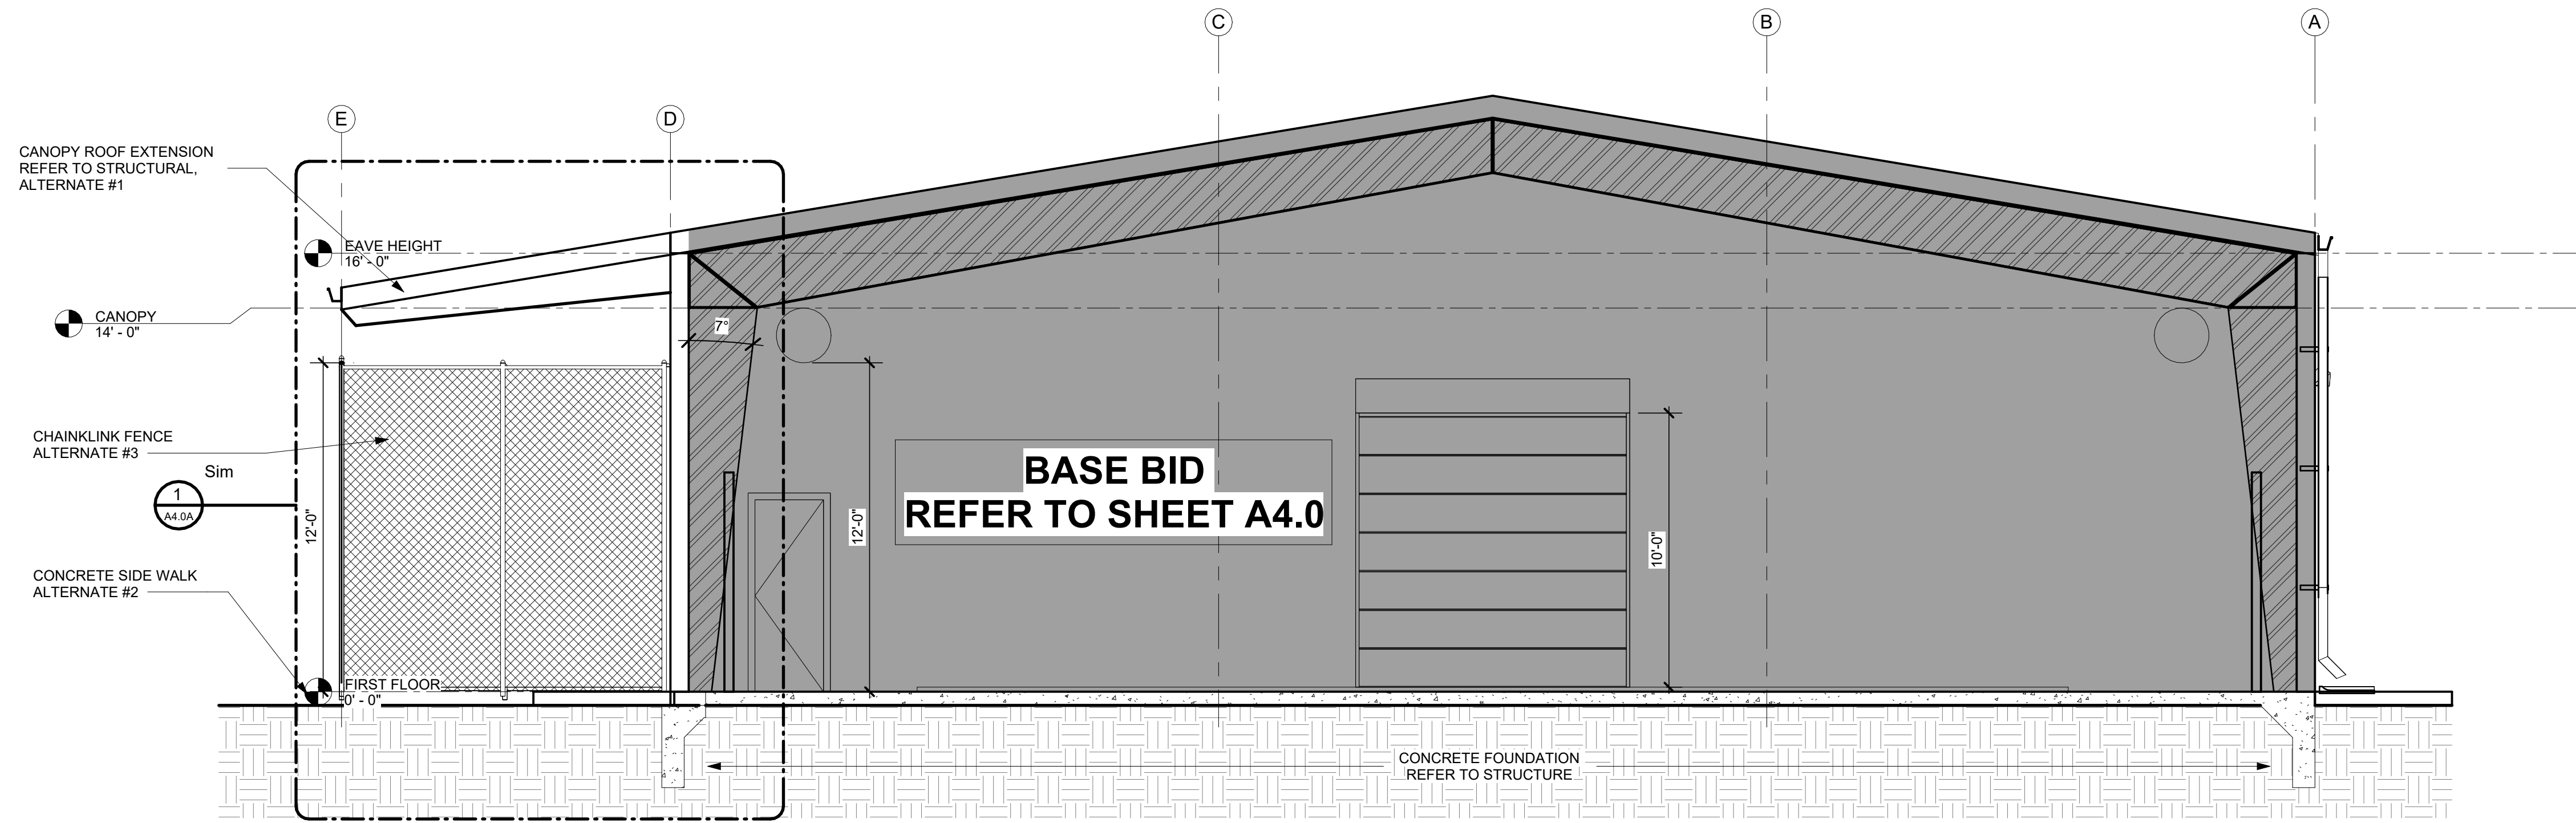 C
B
A
E
D
CANOPY ROOF EXTENSION
REFER TO STRUCTURAL,
ALTERNATE #1
EAVE HEIGHT
16' - 0"
CANOPY
14' - 0"
7°
CHAINKLINK FENCE
ALTERNATE #3
Sim
1
A4.0A
12'-0"
12'-0"
BASE BID
REFER TO SHEET A4.0
10'-0"
CONCRETE SIDE WALK
ALTERNATE #2
FIRST FLOOR
0' - 0"
CONCRETE FOUNDATION
REFER TO STRUCTURE